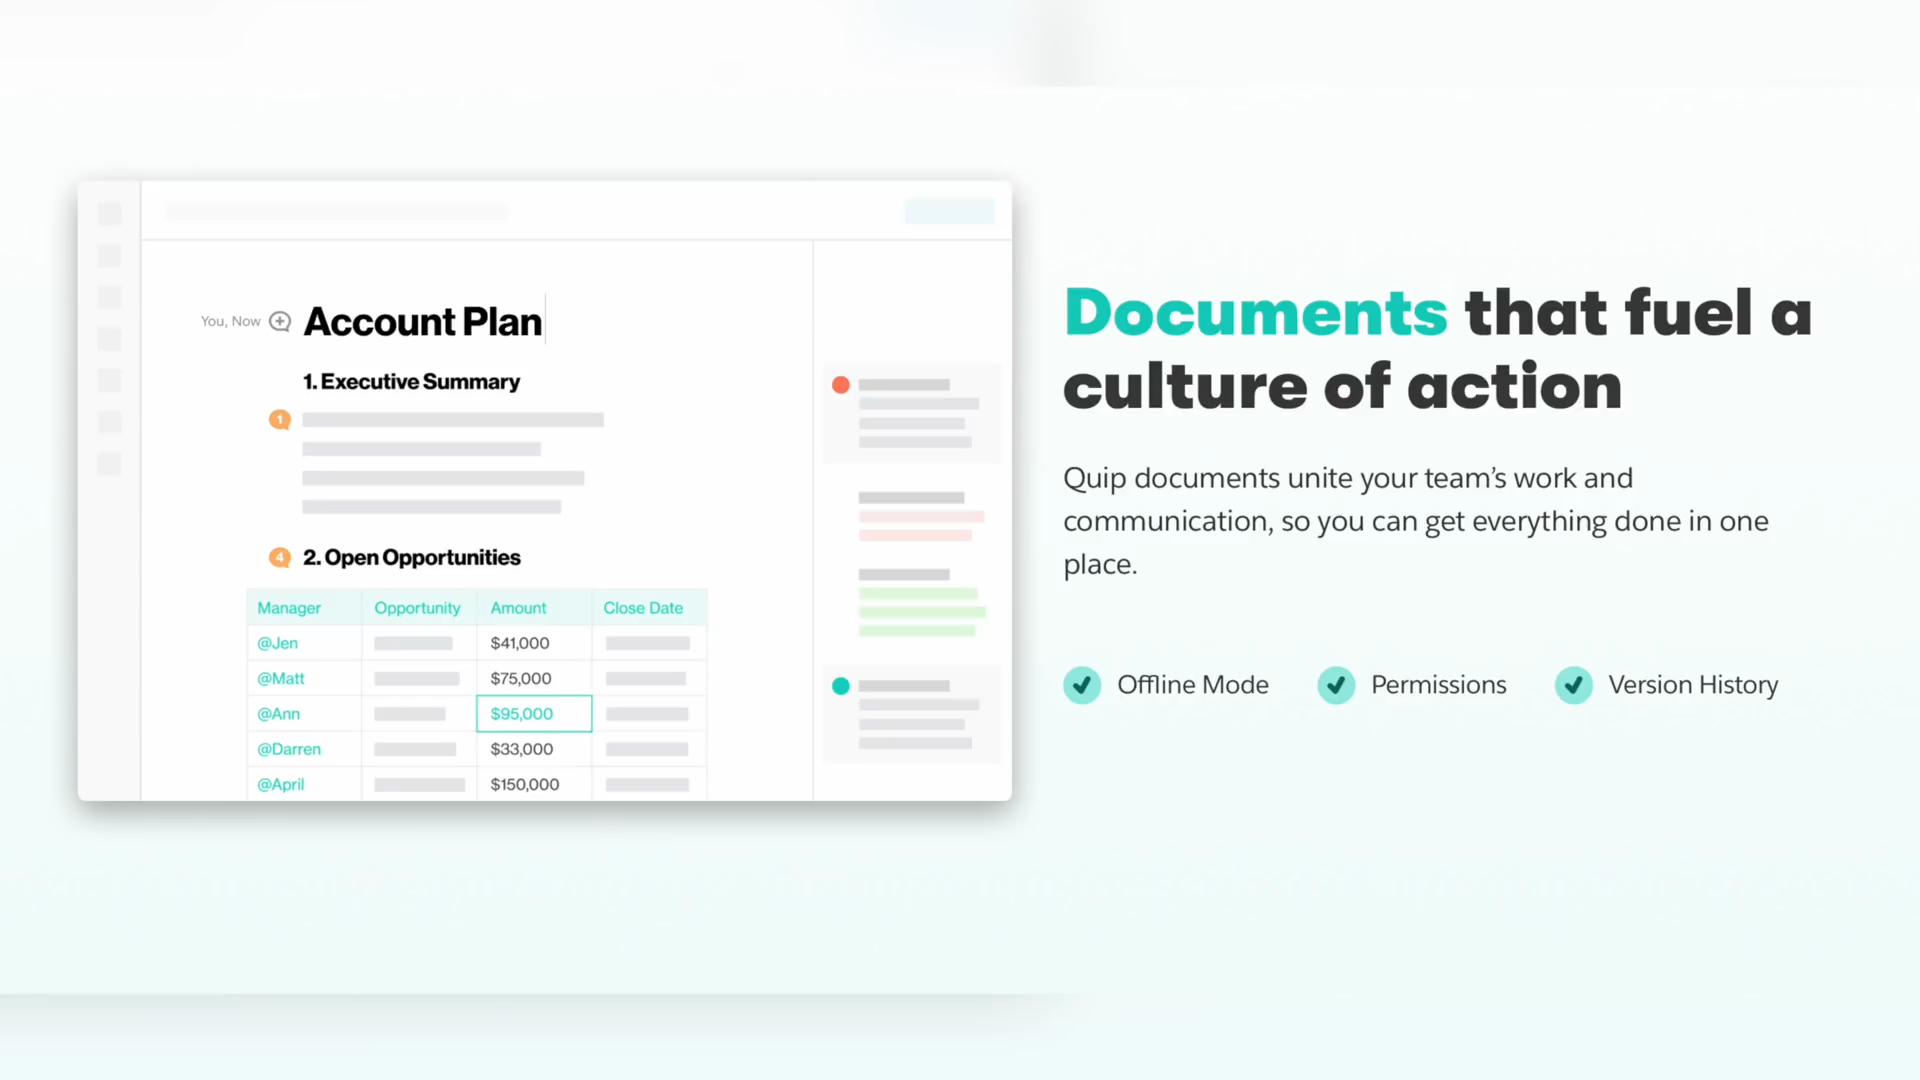 You, Now
Account Plan
1. Executive Summary
1
4
2. Open Opportunities
Manager Opportunity Amount Close Date
@Jen $41,000
@Matt $75,000
@Ann $95,000
@Darren $33,000
@April $150,000
Documents that fuel a
culture of action
Quip documents unite your team’s work and
communication, so you can get everything done in one
place.
Offline Mode Permissions Version History